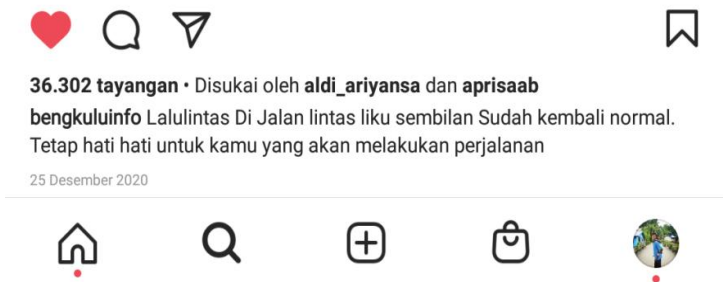 36.302 tayangan • Disukai oleh aldi_ariyansa dan aprisaab
bengkuluinfo Lalulintas Di Jalan lintas liku sembilan Sudah kembali normal.
Tetap hati hati untuk kamu yang akan melakukan perjalanan
25 Desember 2020